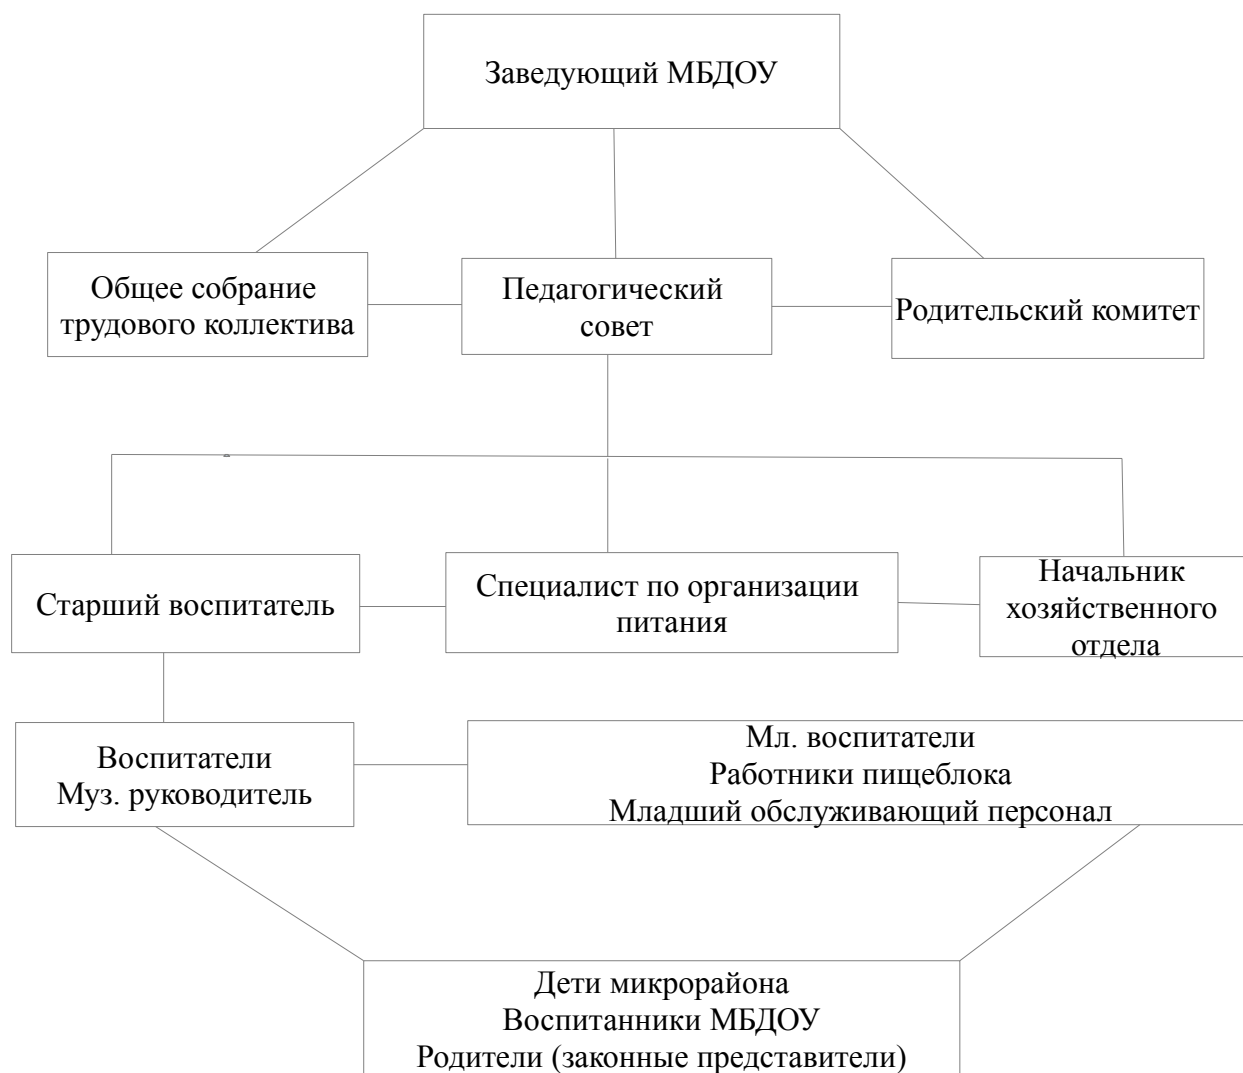 Заведующий МБДОУ
Общее собрание
трудового коллектива
Педагогический
совет
Родительский комитет
Старший воспитатель
Специалист по организации
питания
Начальник
хозяйственного
отдела
Воспитатели
Муз. руководитель
Мл. воспитатели
Работники пищеблока
Младший обслуживающий персонал
Дети микрорайона
Воспитанники МБДОУ
Родители (законные представители)